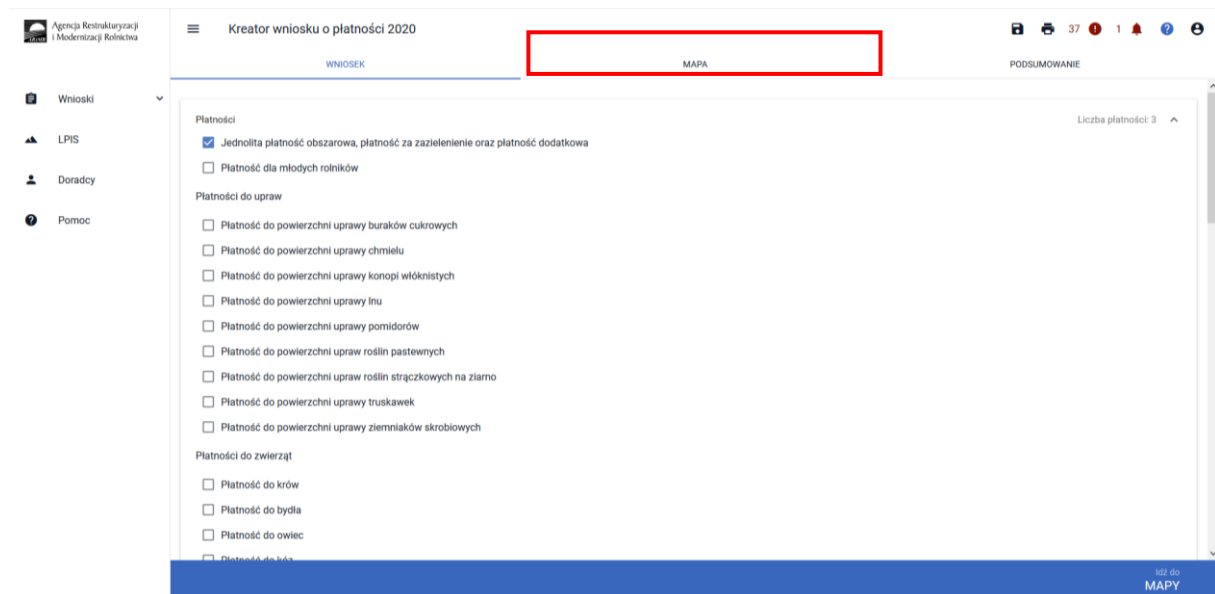 Agencja Restrukturyzacji
i Modernizacji Rolnictwa
Kreator wniosku o płatności 2020
37
1
WNIOSEK
MAPA
PODSUMOWANIE
Wnioski
LPIS
Doradcy
Pomoc
Płatności
Liczba płatności: 3
Jednolita płatność obszarowa, płatność za zazielenienie oraz płatność dodatkowa
Płatność dla młodych rolników
Płatności do upraw
Płatność do powierzchni uprawy buraków cukrowych
Płatność do powierzchni uprawy chmielu
Płatność do powierzchni uprawy konopi włóknistych
Płatność do powierzchni uprawy lnu
Płatność do powierzchni uprawy pomidorów
Płatność do powierzchni upraw roślin pastewnych
Płatność do powierzchni upraw roślin strączkowych na ziarno
Płatność do powierzchni uprawy truskawek
Płatność do powierzchni uprawy ziemniaków skrobiowych
Płatności do zwierząt
Płatność do krów
Płatność do bydła
Płatność do owiec
Płatność do kóz
idź do
MAPY